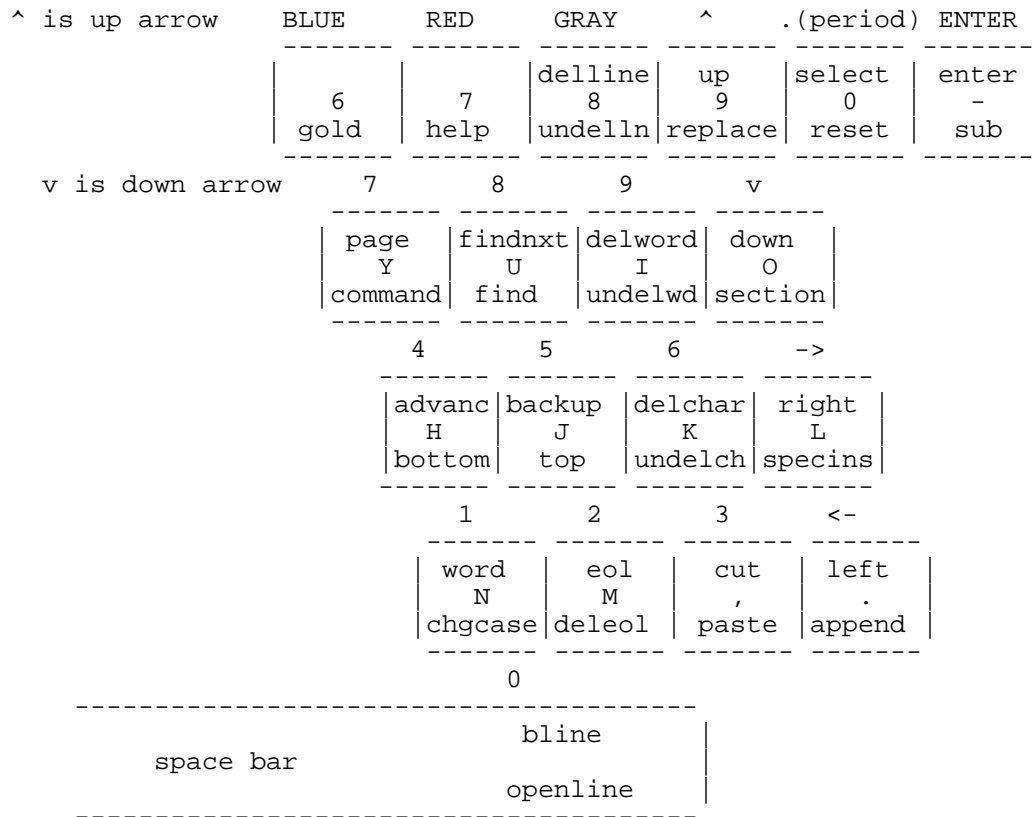 ^ is up arrow    BLUE     RED      GRAY     ^    .(period) ENTER
                  ------- ------- ------- ------- ------- -------
                 |       |       |delline|  up   |select | enter
                 |   6   |   7   |   8   |   9   |   0   |   -
                 | gold  | help  |undelln|replace| reset |  sub
                  ------- ------- ------- ------- ------- -------
  v is down arrow     7       8       9       v
                     ------- ------- ------- -------
                    | page  |findnxt|delword| down  |
                    |   Y   |   U   |   I   |   O   |
                    |command| find  |undelwd|section|
                     ------- ------- ------- -------
                         4       5       6       ->
                        ------- ------- ------- -------
                        |advanc|backup |delchar| right |
                        |  H   |   J   |   K   |   L   |
                        |bottom|  top  |undelch|specins|
                        ------- ------- ------- -------
                            1       2       3      <-
                           ------- ------- ------- -------
                          | word  |  eol  |  cut  | left  |
                          |   N   |   M   |   ,   |   .   |
                          |chgcase|deleol | paste |append |
                           ------- ------- ------- -------
                               0
    ---------------------------------------
                                bline      |
         space bar                         |
                               openline    |
    ---------------------------------------